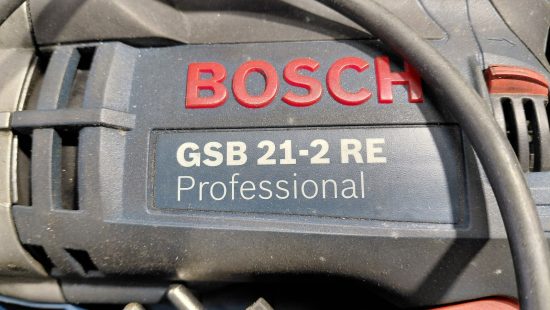 BOSCH
GSB 21-2 RE
Professional